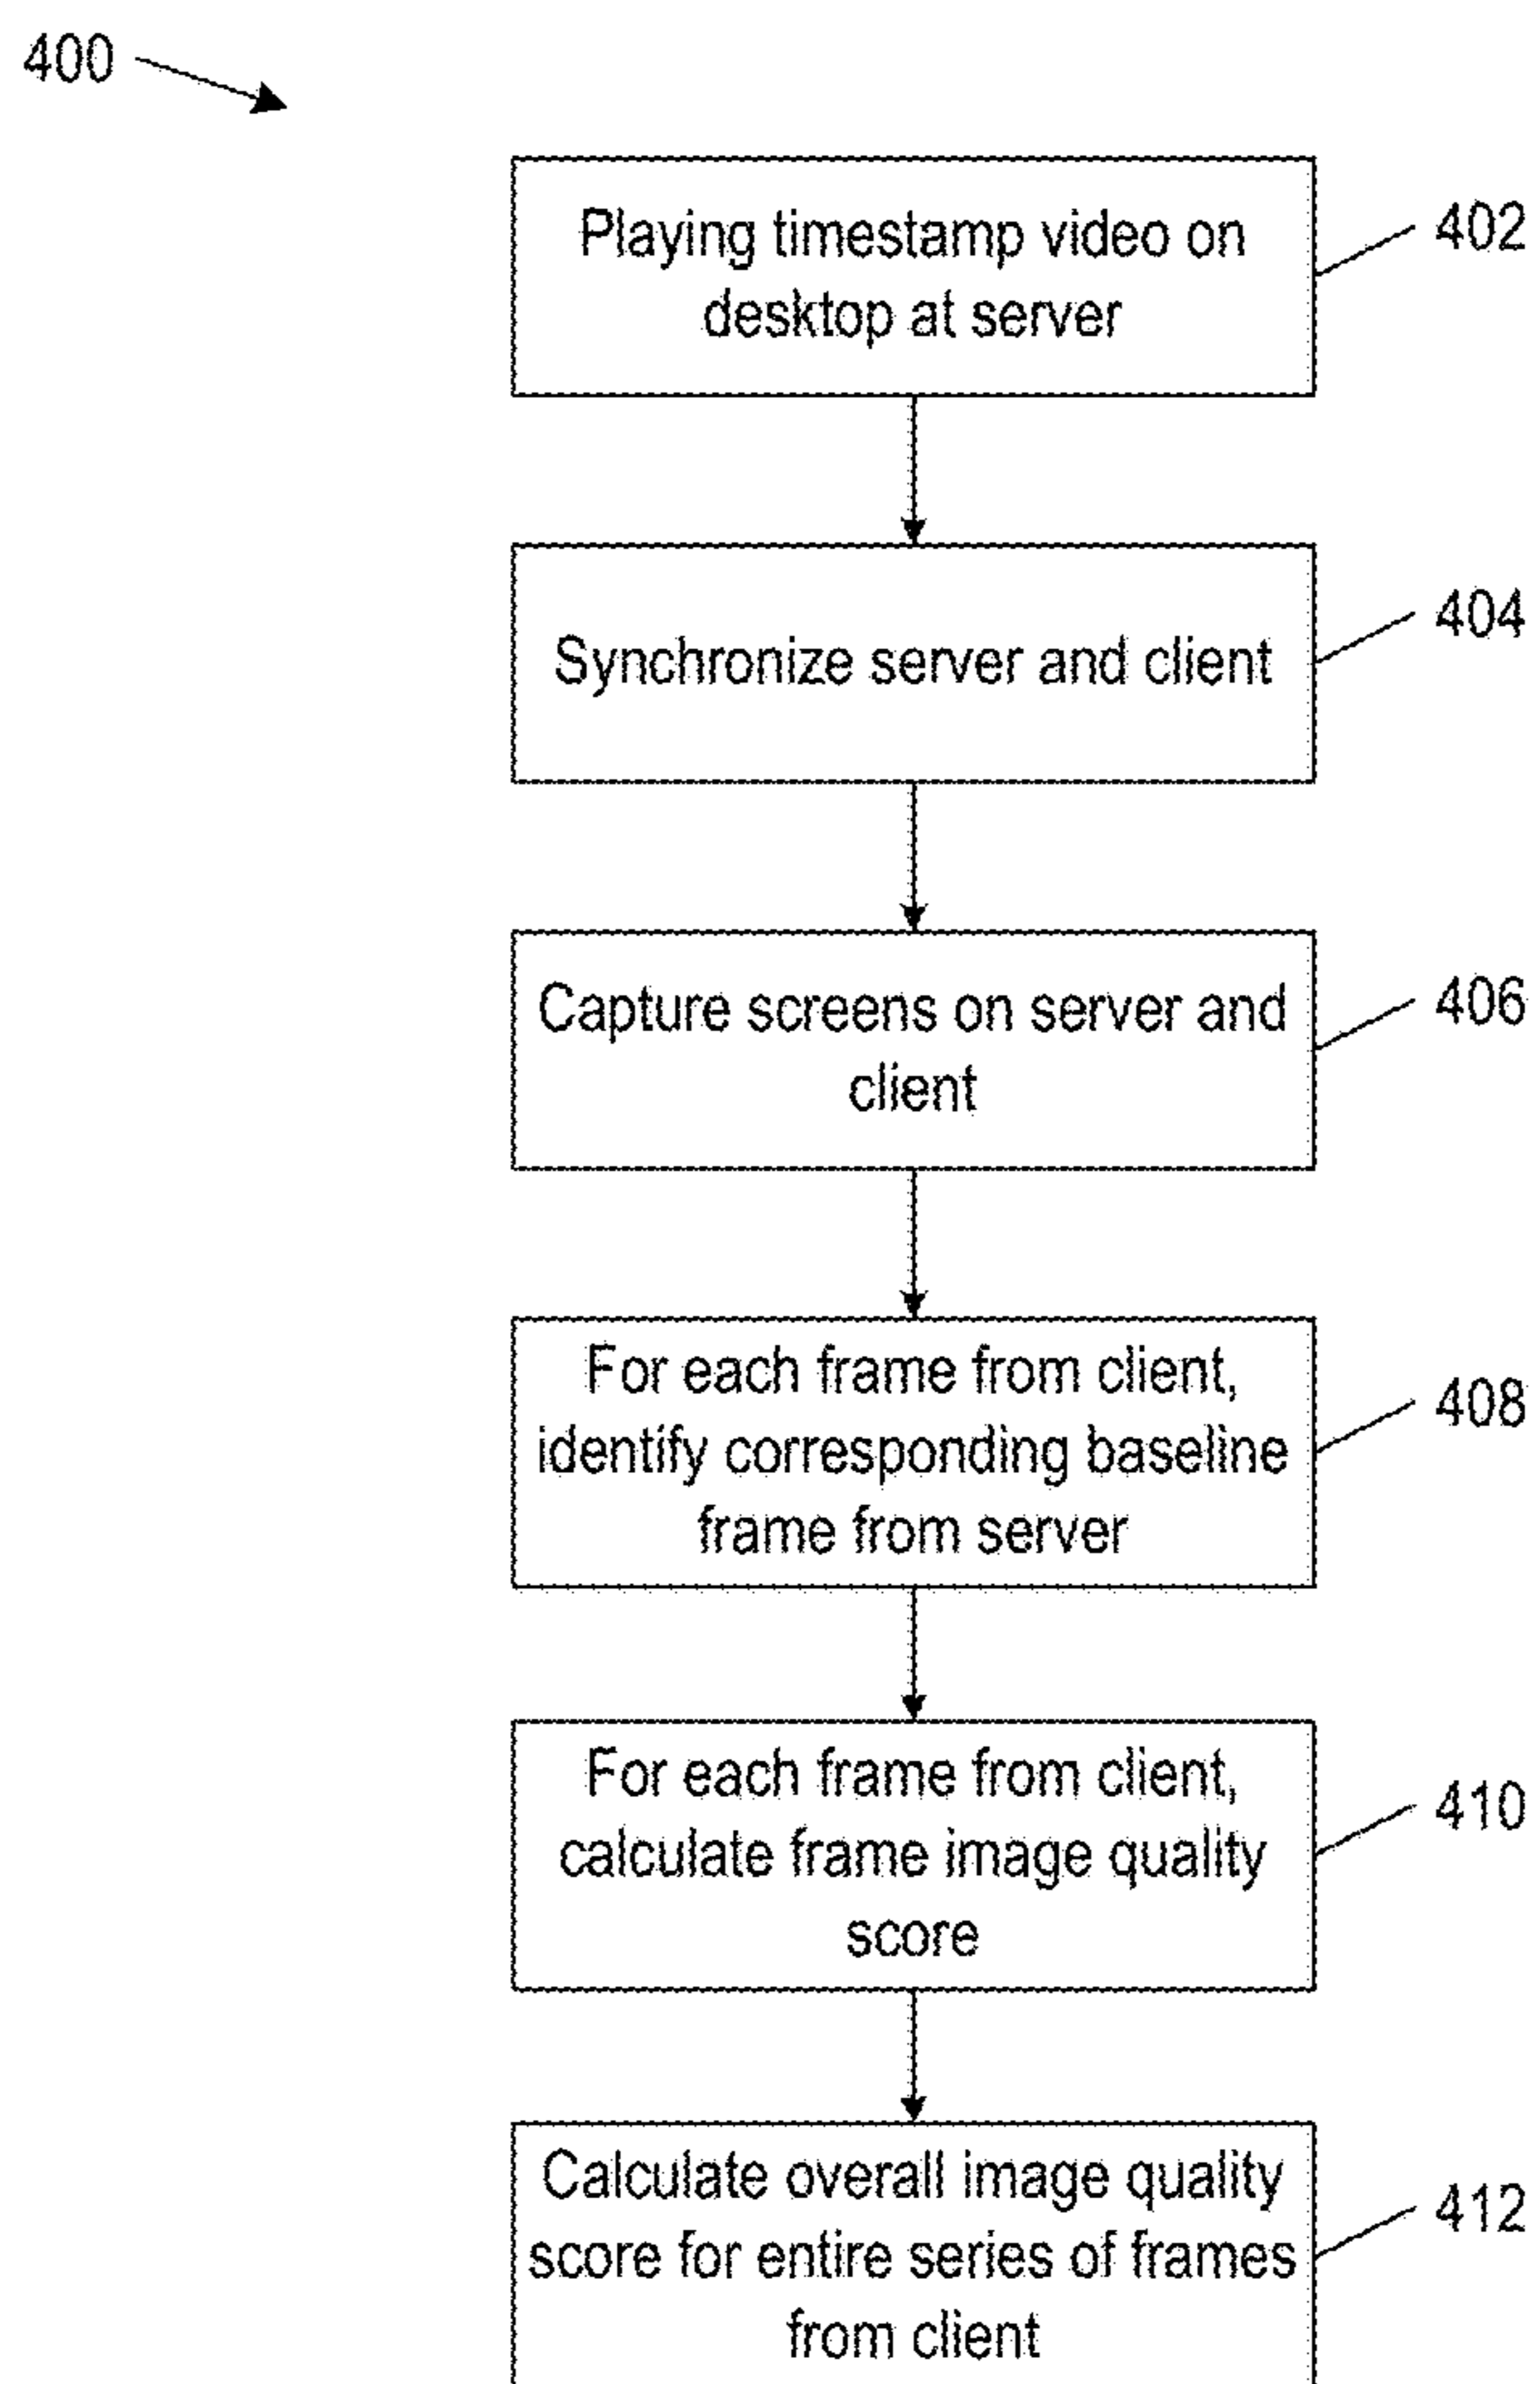 400
Playing timestamp video on
desktop at server
402
Synchronize server and client
404
Capture screens on server and
client
406
For each frame from client,
identify corresponding baseline
frame from server
408
For each frame from client,
calculate frame image quality
score
410
Calculate overall image quality
score for entire series of frames
from client
412